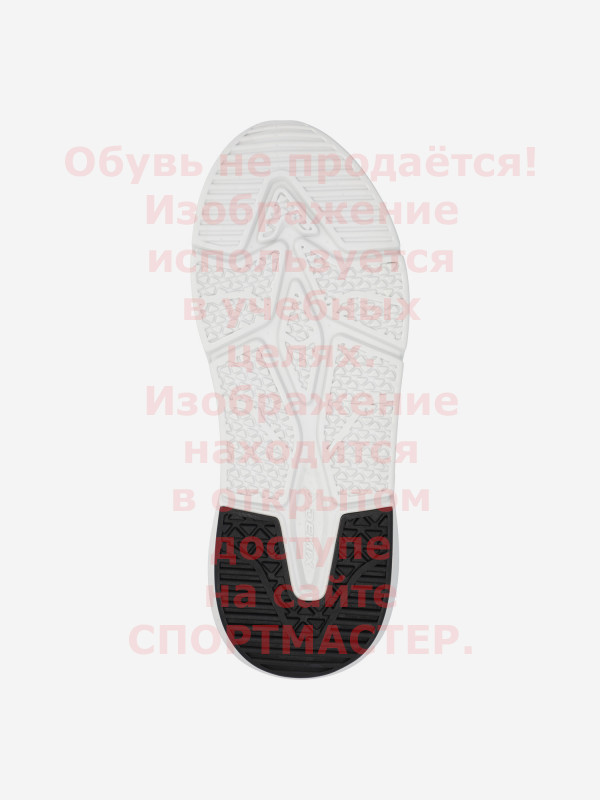 Обувь не продаётся!
Изображение
используется
в учебных
целях.
Изображение
находится
в открытом
доступе
на сайте
СПОРТМАСТЕР.